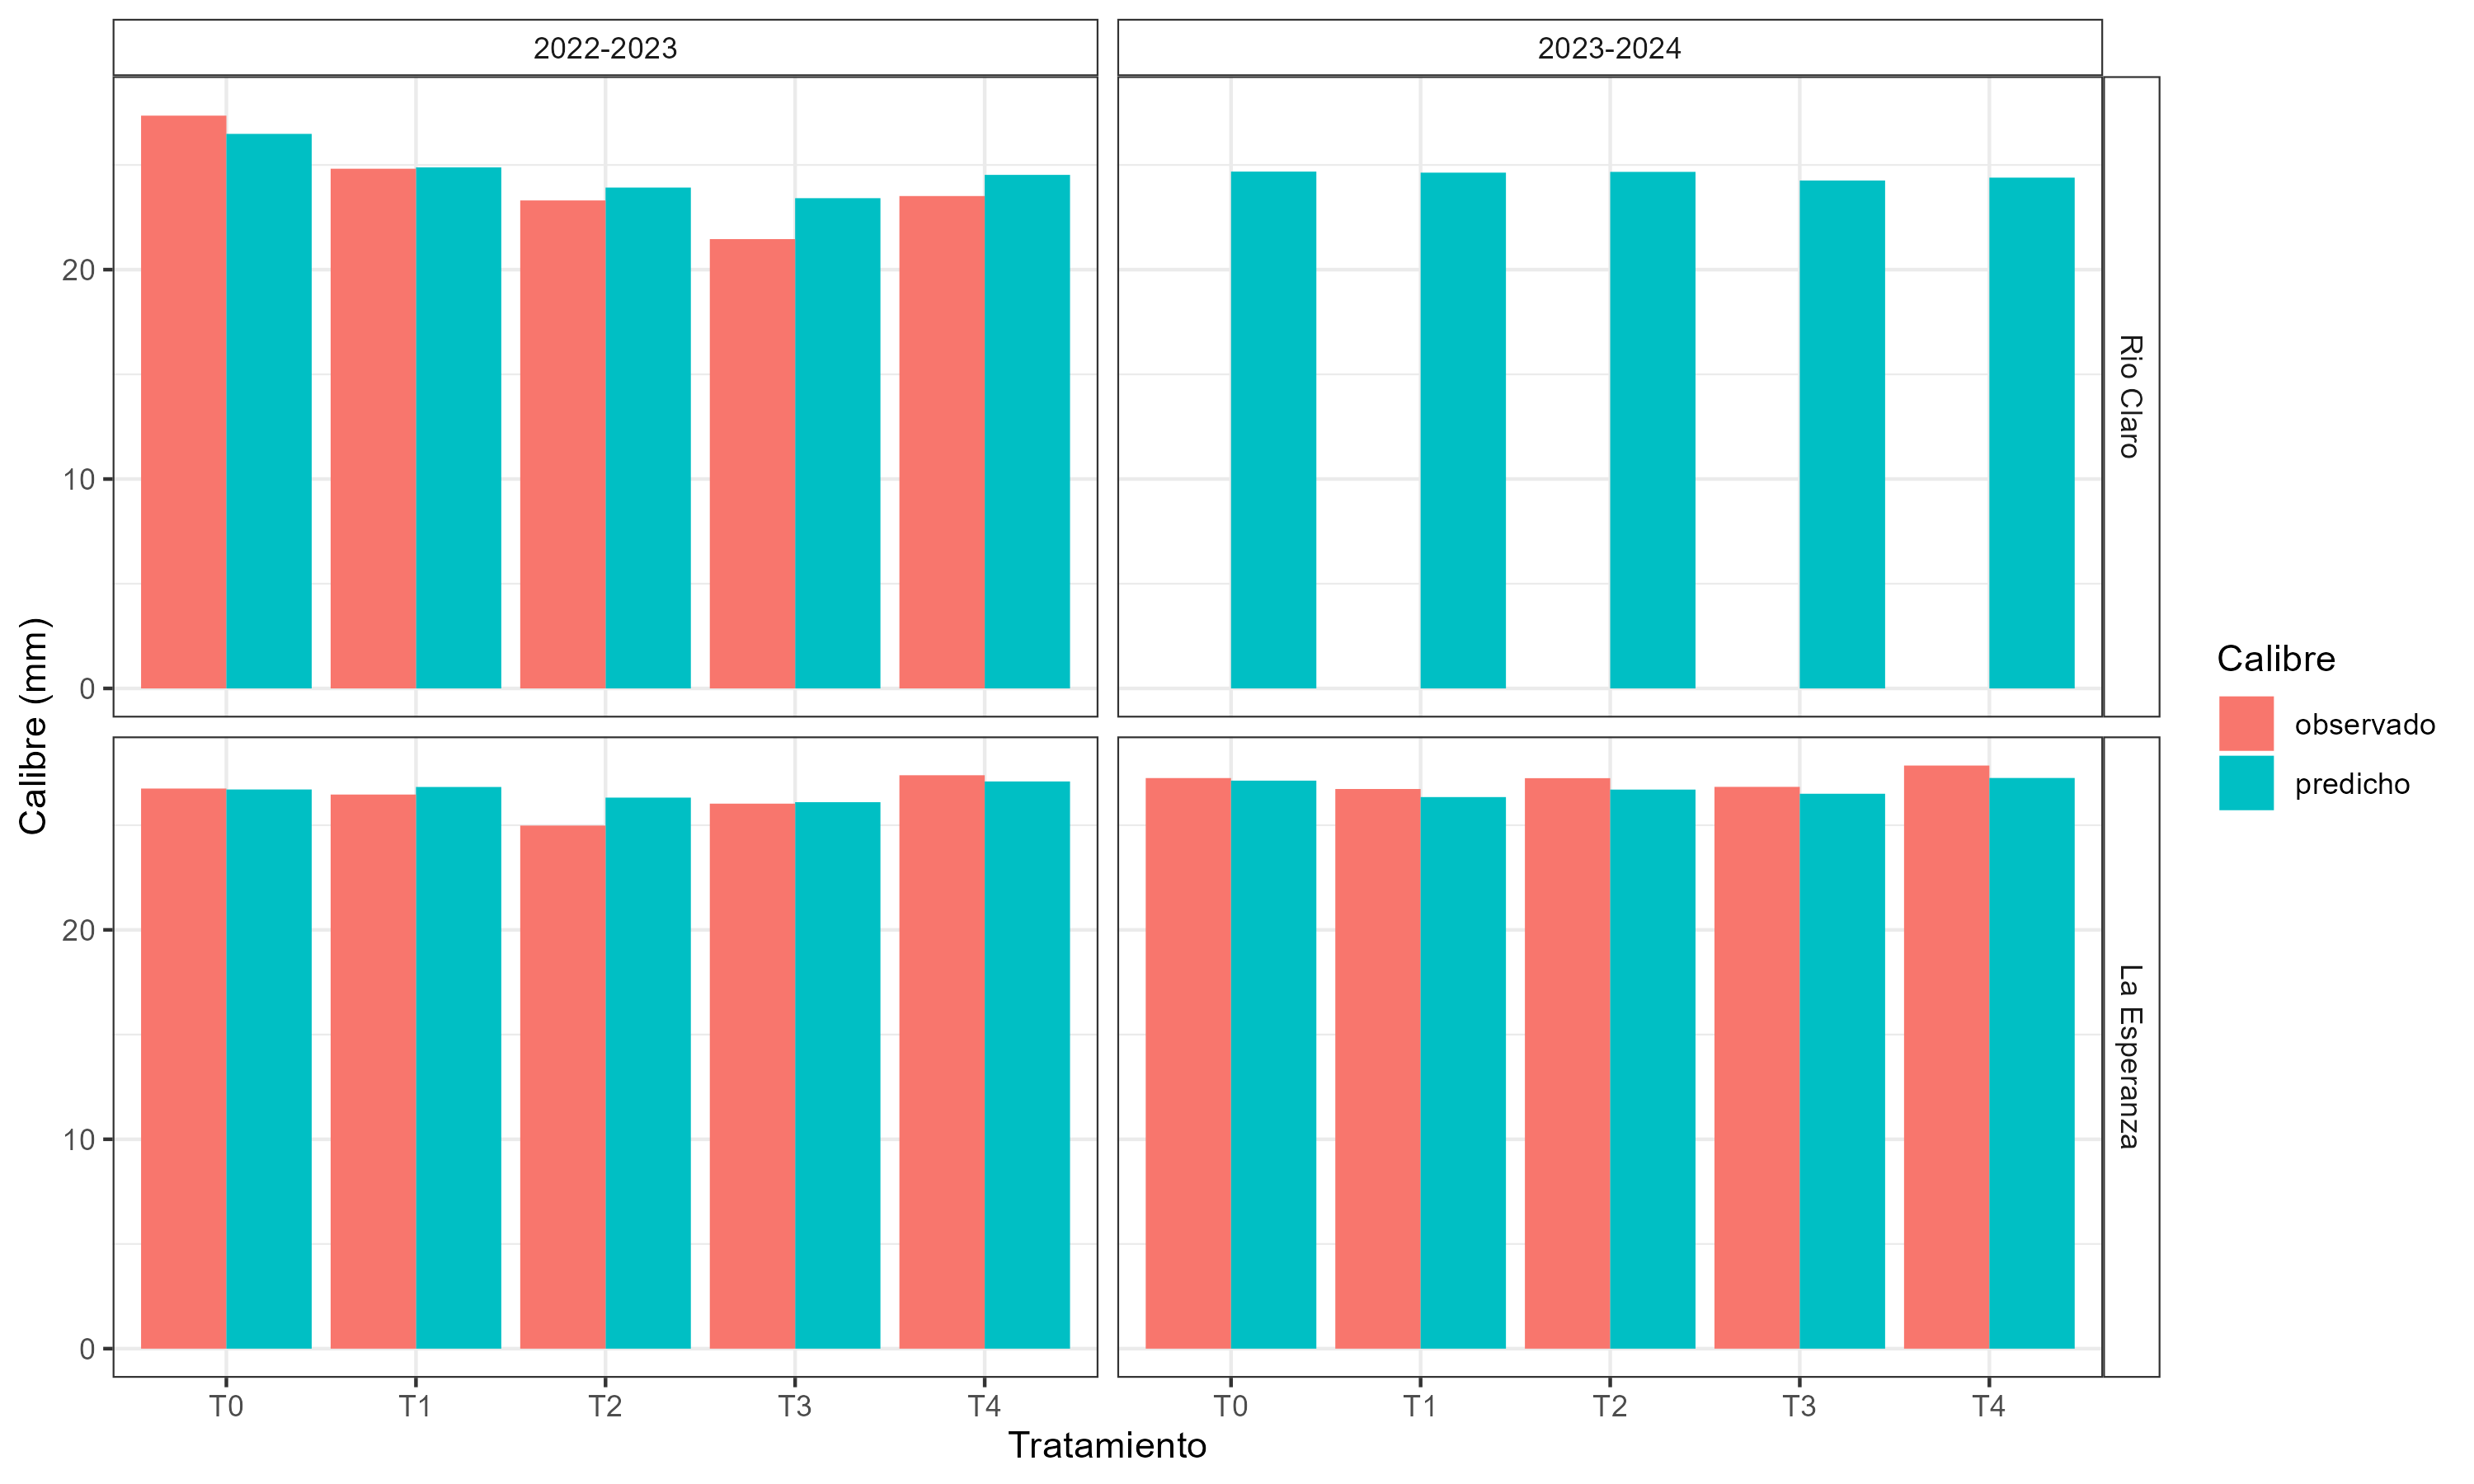 2022-2023
2023-2024
Calibre (mm)
20
10
0
Rio Claro
20
10
0
La Esperanza
T0
T1
T2
T3
T4
T0
T1
T2
T3
T4
Tratamiento
Calibre
observado
predicho